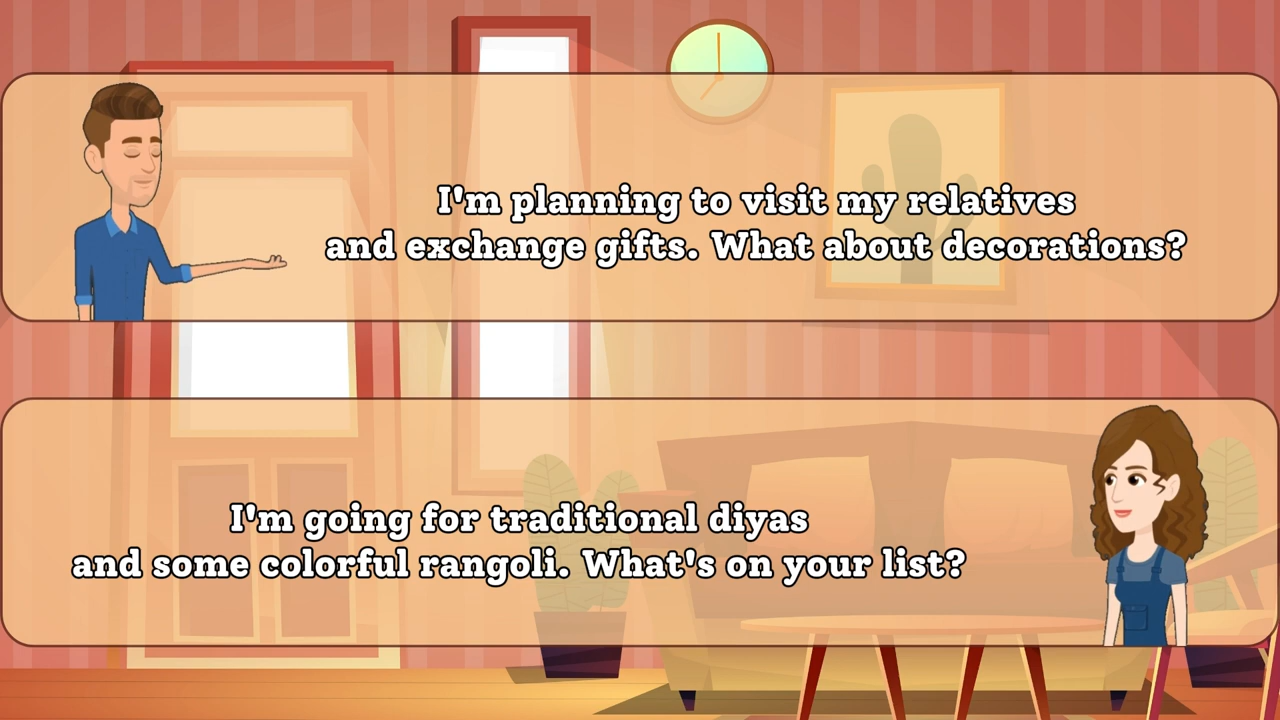 I'm planning to visit my relatives
and exchange gifts. What about decorations?
I'm going for traditional diyas
and some colorful rangoli. What's on your list?